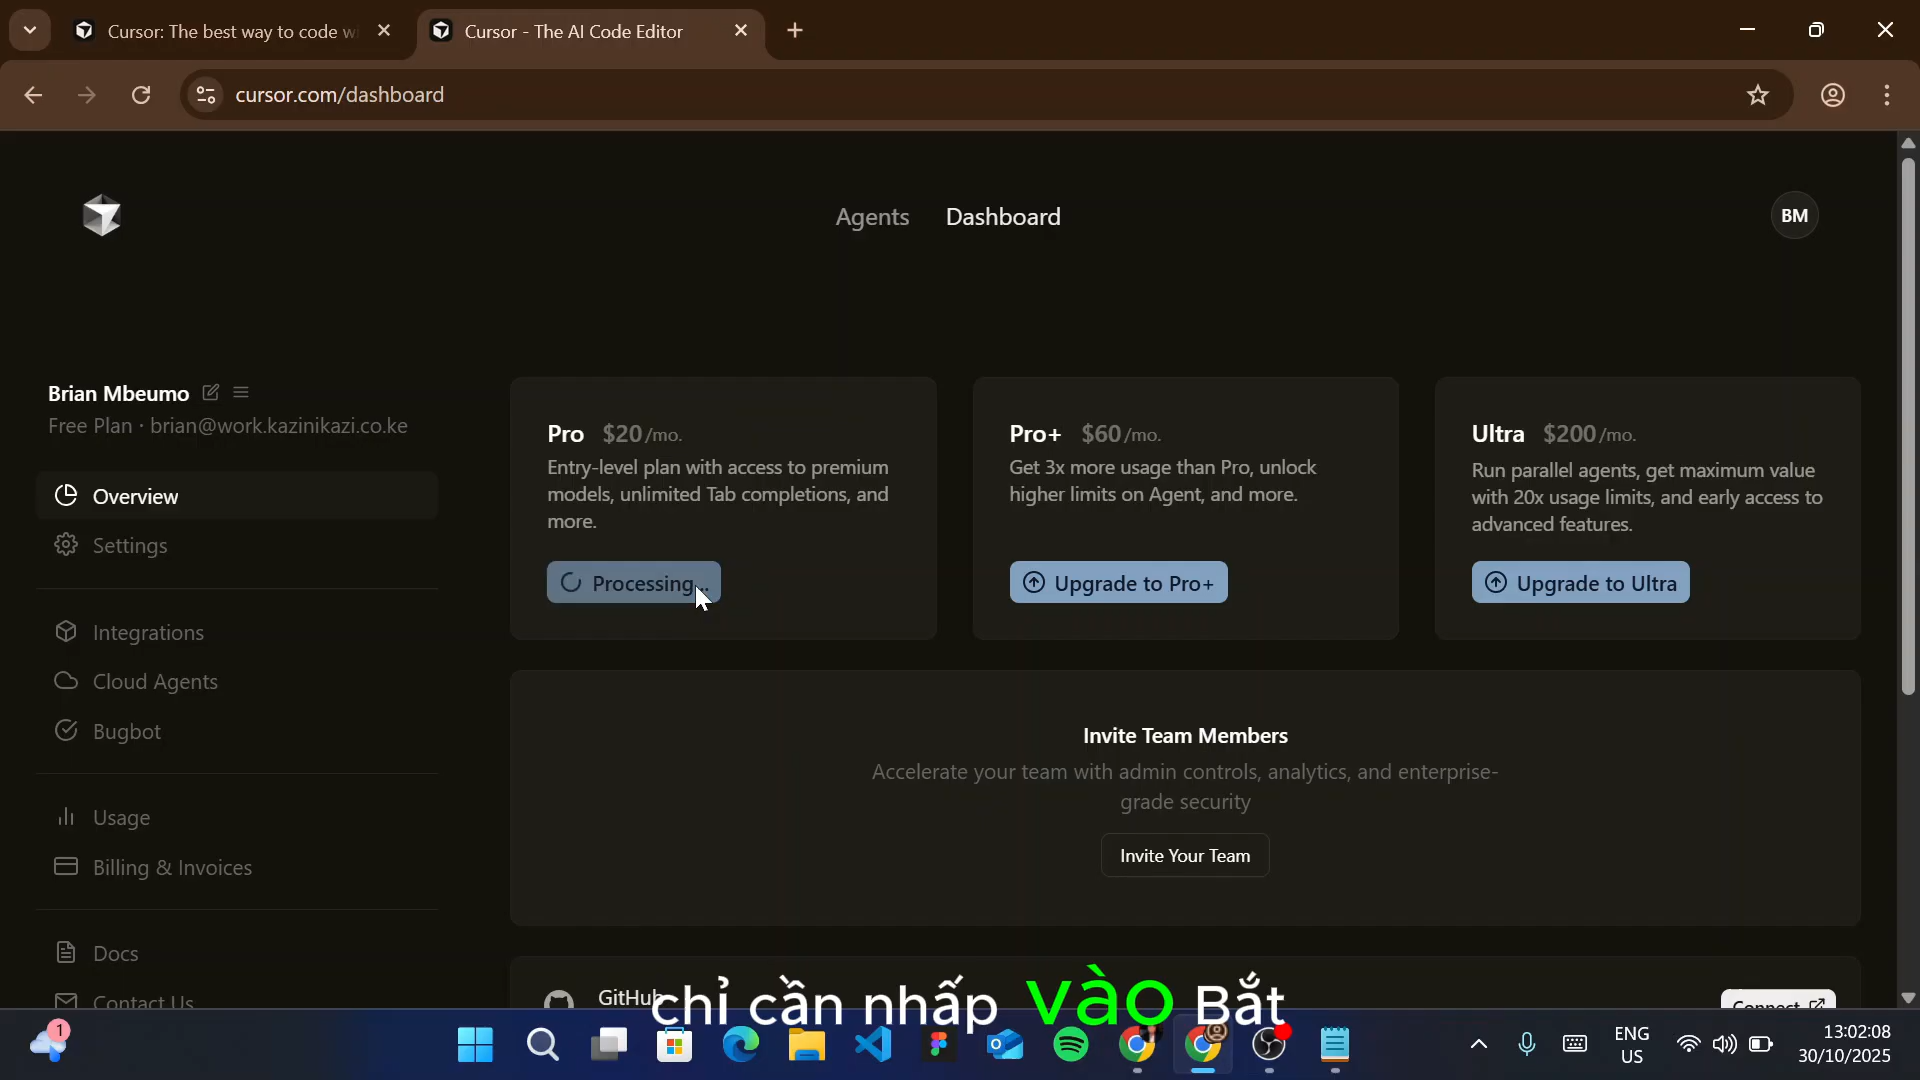 Cursor: The best way to code wi
Cursor - The AI Code Editor
cursor.com/dashboard
Agents
Dashboard
BM
Brian Mbeumo
Free Plan · brian@work.kazinikazi.co.ke
Overview
Settings
Integrations
Cloud Agents
Bugbot
Usage
Billing & Invoices
Docs
Contact Us
Pro $20/mo.
Entry-level plan with access to premium
models, unlimited Tab completions, and
more.
Processing...
Pro+ $60/mo.
Get 3x more usage than Pro, unlock
higher limits on Agent, and more.
Upgrade to Pro+
Ultra $200/mo.
Run parallel agents, get maximum value
with 20x usage limits, and early access to
advanced features.
Upgrade to Ultra
Invite Team Members
Accelerate your team with admin controls, analytics, and enterprise-
grade security
Invite Your Team
GitHub
Connect
chỉ cần nhấp vào Bắt
1
ENG
US
13:02:08
30/10/2025